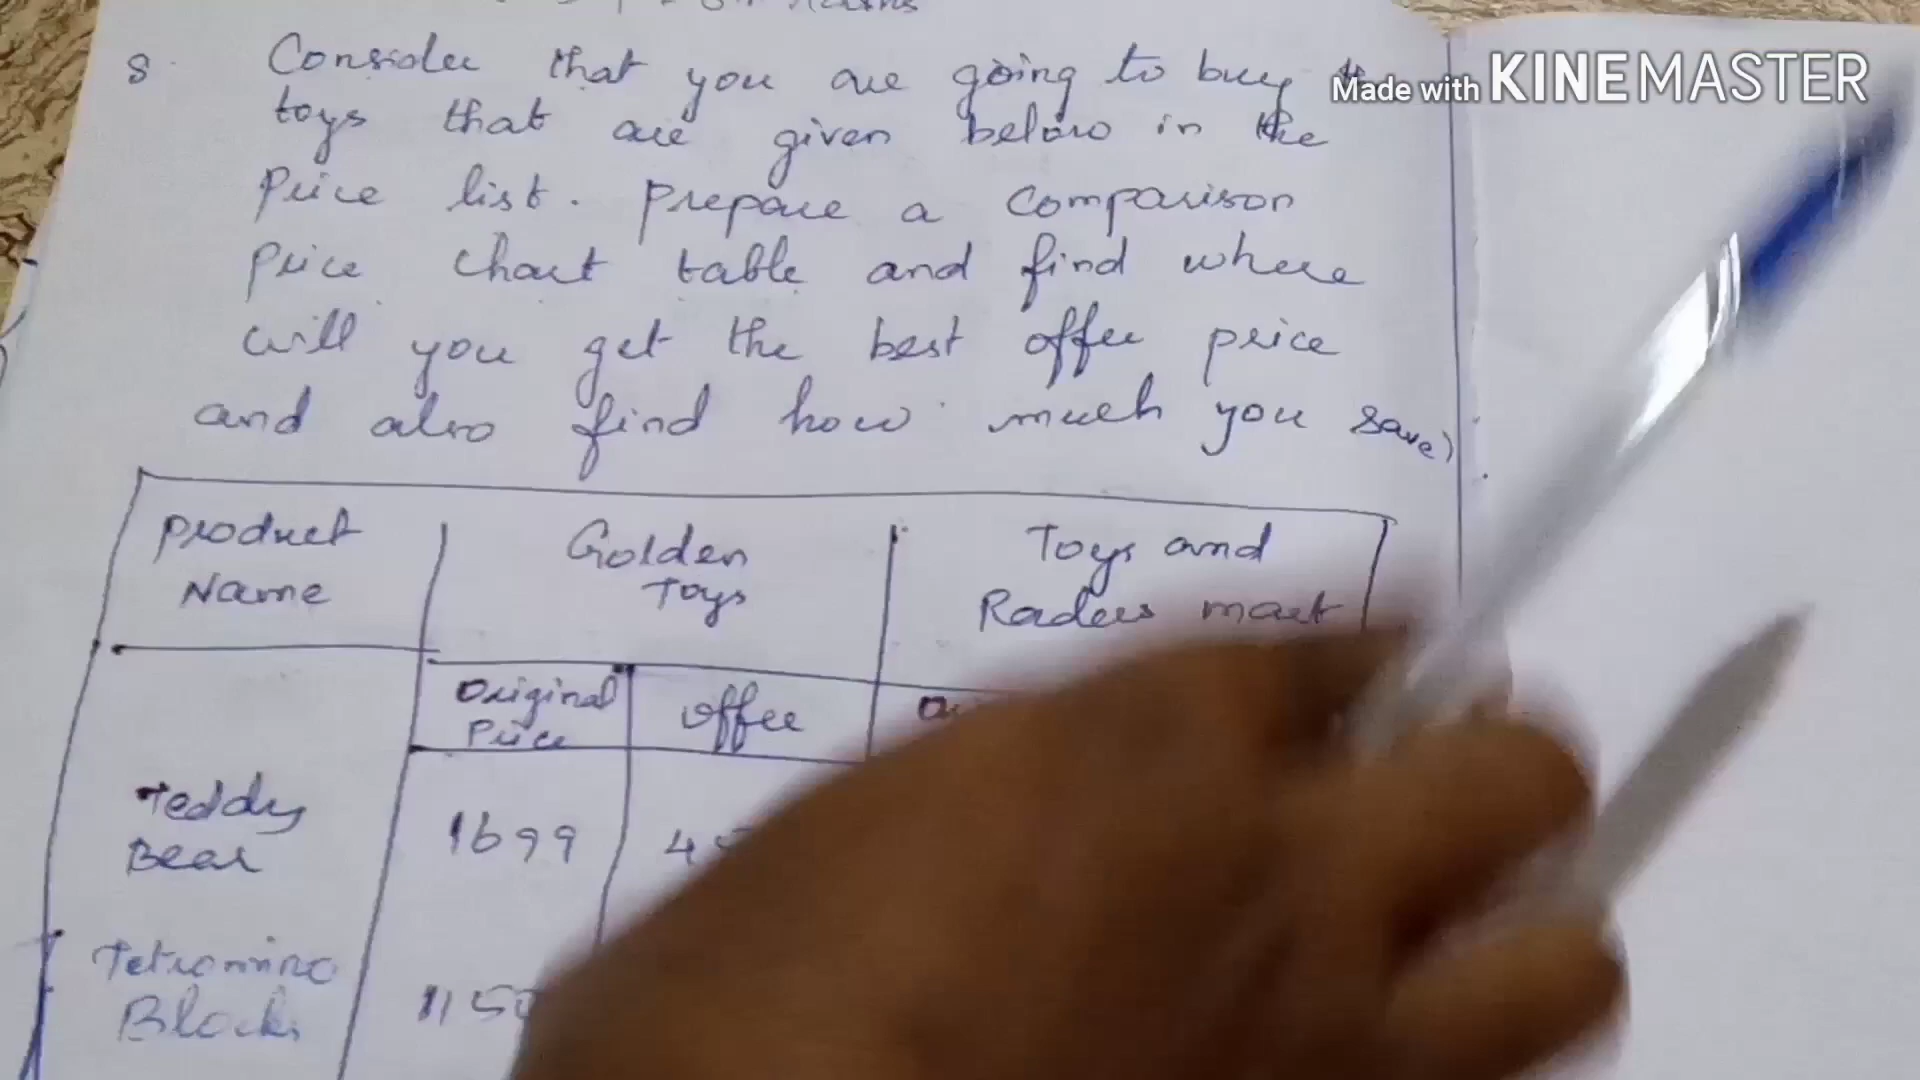 Made with KINEMASTER
8. Consider that you are going to buy
toys that are given below in the
Price list. Prepare a comparison
price chart table and find where
will you get the best offer price
and also find how much you save)
Product Name
Golden Toys
Toys and Raders mart
Original Price
offer
Teddy Bear
1699
Tetromino Blocks